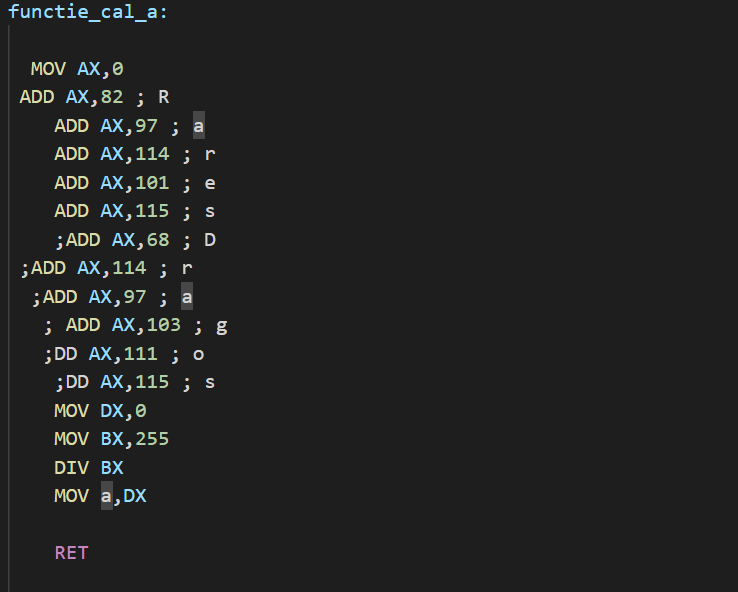 functie_cal_a:
MOV AX,0
ADD AX,82 ; R
ADD AX,97 ; a
ADD AX,114 ; r
ADD AX,101 ; e
ADD AX,115 ; s
;ADD AX,68 ; D
;ADD AX,114 ; r
;ADD AX,97 ; a
; ADD AX,103 ; g
;DD AX,111 ; o
;DD AX,115 ; s
MOV DX,0
MOV BX,255
DIV BX
MOV a,DX
RET